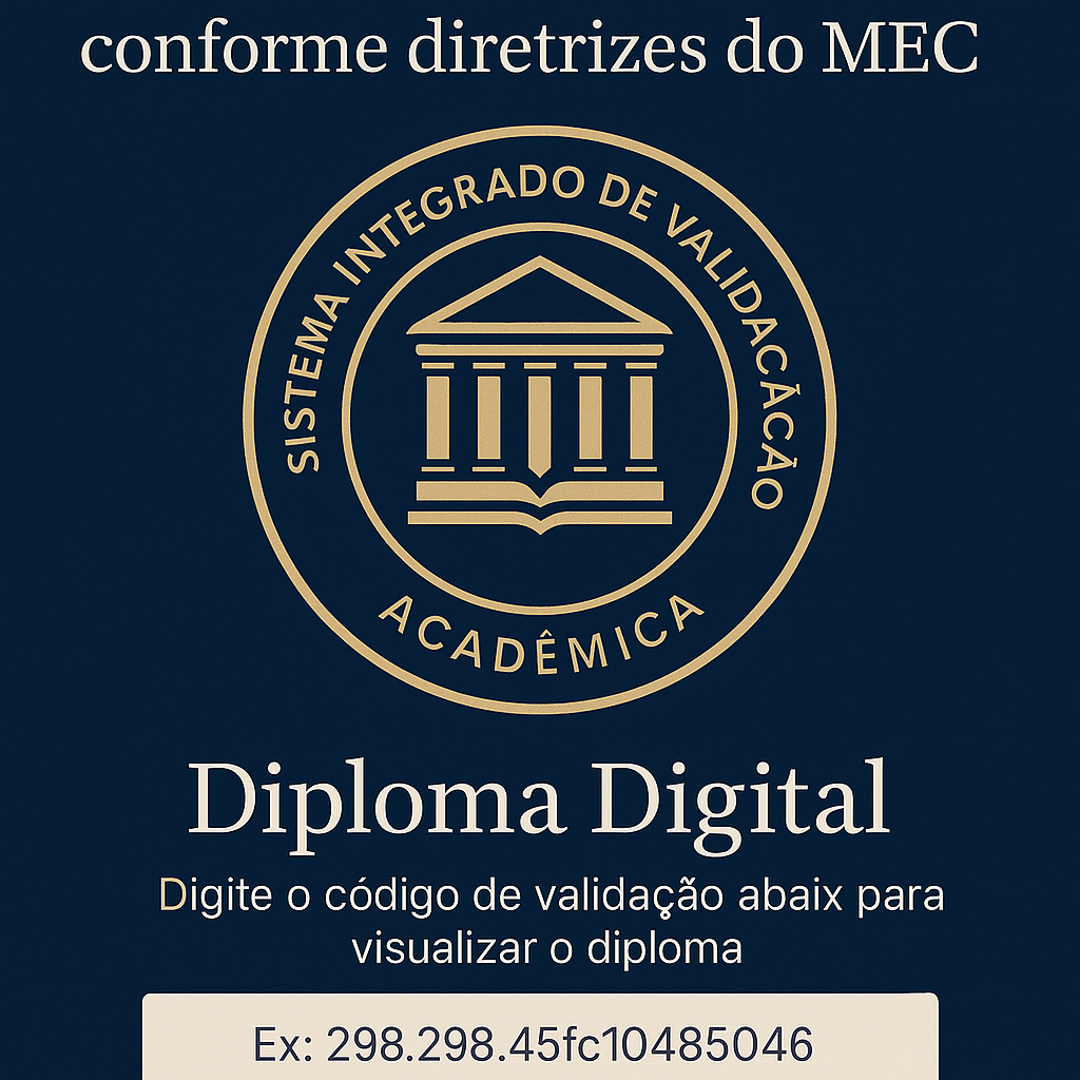 conforme diretrizes do MEC
SISTEMA INTEGRADO DE VALIDACÃCÃO
ACADÊMICA
Diploma Digital
Digite o código de validação abaix para
visualizar o diploma
Ex: 298.298.45fc10485046